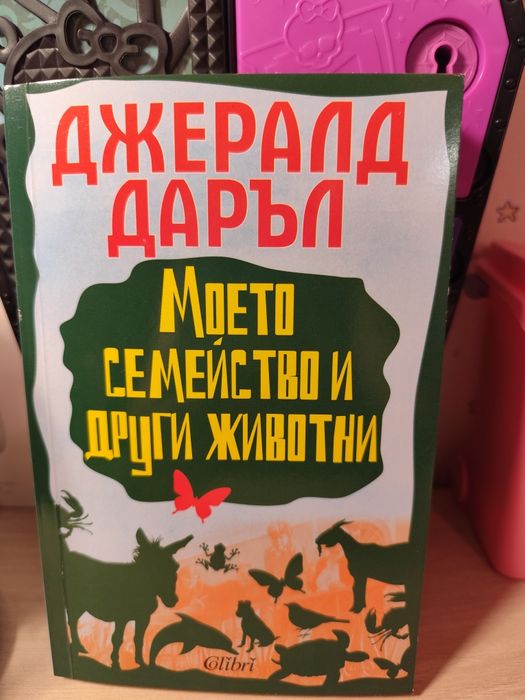 ДЖЕРАЛД
ДАРЪЛ
МОЕТО
СЕМЕЙСТВО И
ДРУГИ ЖИВОТНИ
Colibri